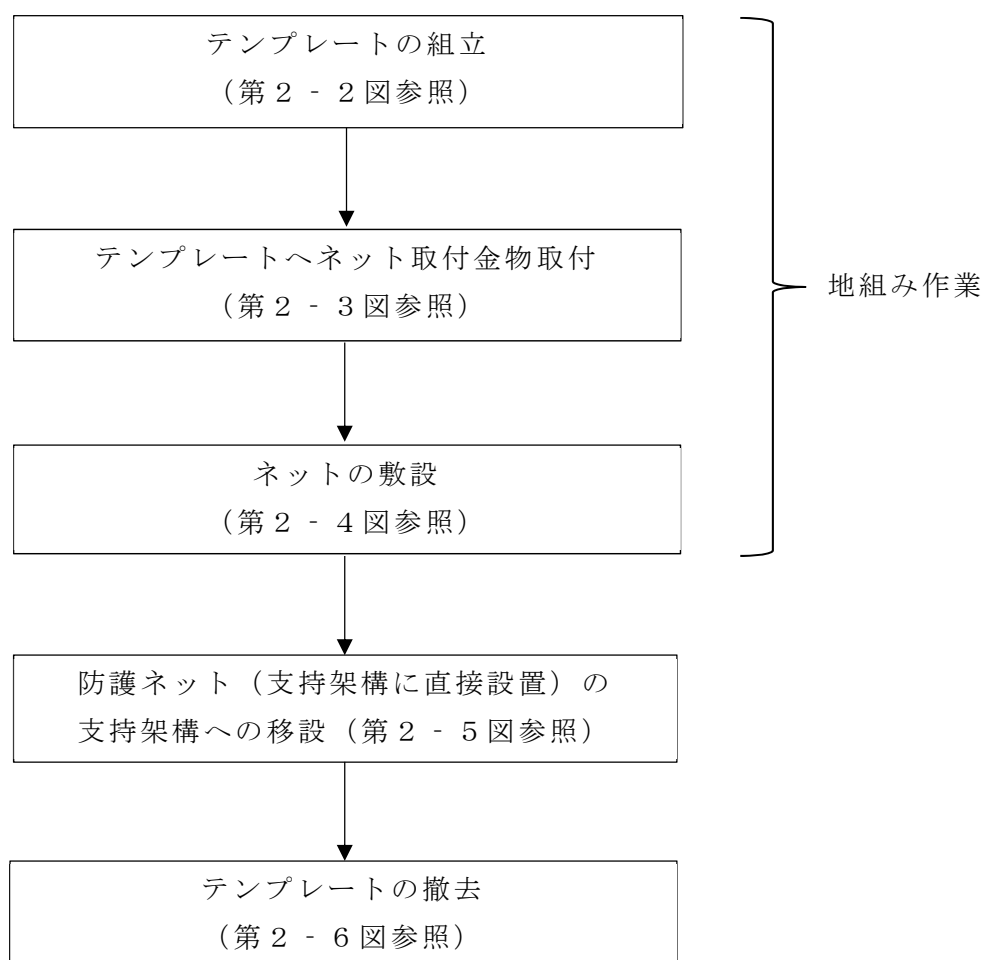 テンプレートの組立
（第２‐２図参照）
テンプレートへネット取付金物取付
（第２‐３図参照）
地組み作業
ネットの敷設
（第２‐４図参照）
防護ネット（支持架構に直接設置）の
支持架構への移設（第２‐５図参照）
テンプレートの撤去
（第２‐６図参照）